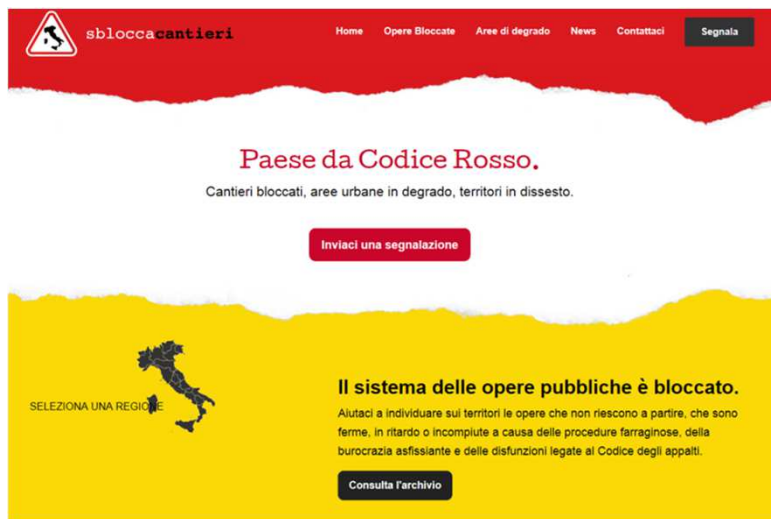 sbloccacantieri
Home Opere Bloccate Aree di degrado News Contattaci Segnala
Paese da Codice Rosso.
Cantieri bloccati, aree urbane in degrado, territori in dissesto.
Inviaci una segnalazione
SELEZIONA UNA REGIONE
Il sistema delle opere pubbliche è bloccato.
Aiutaci a individuare sui territori le opere che non riescono a partire, che sono
ferme, in ritardo o incompiute a causa delle procedure farraginose, della
burocrazia asfissiante e delle disfunzioni legate al Codice degli appalti.
Consulta l'archivio